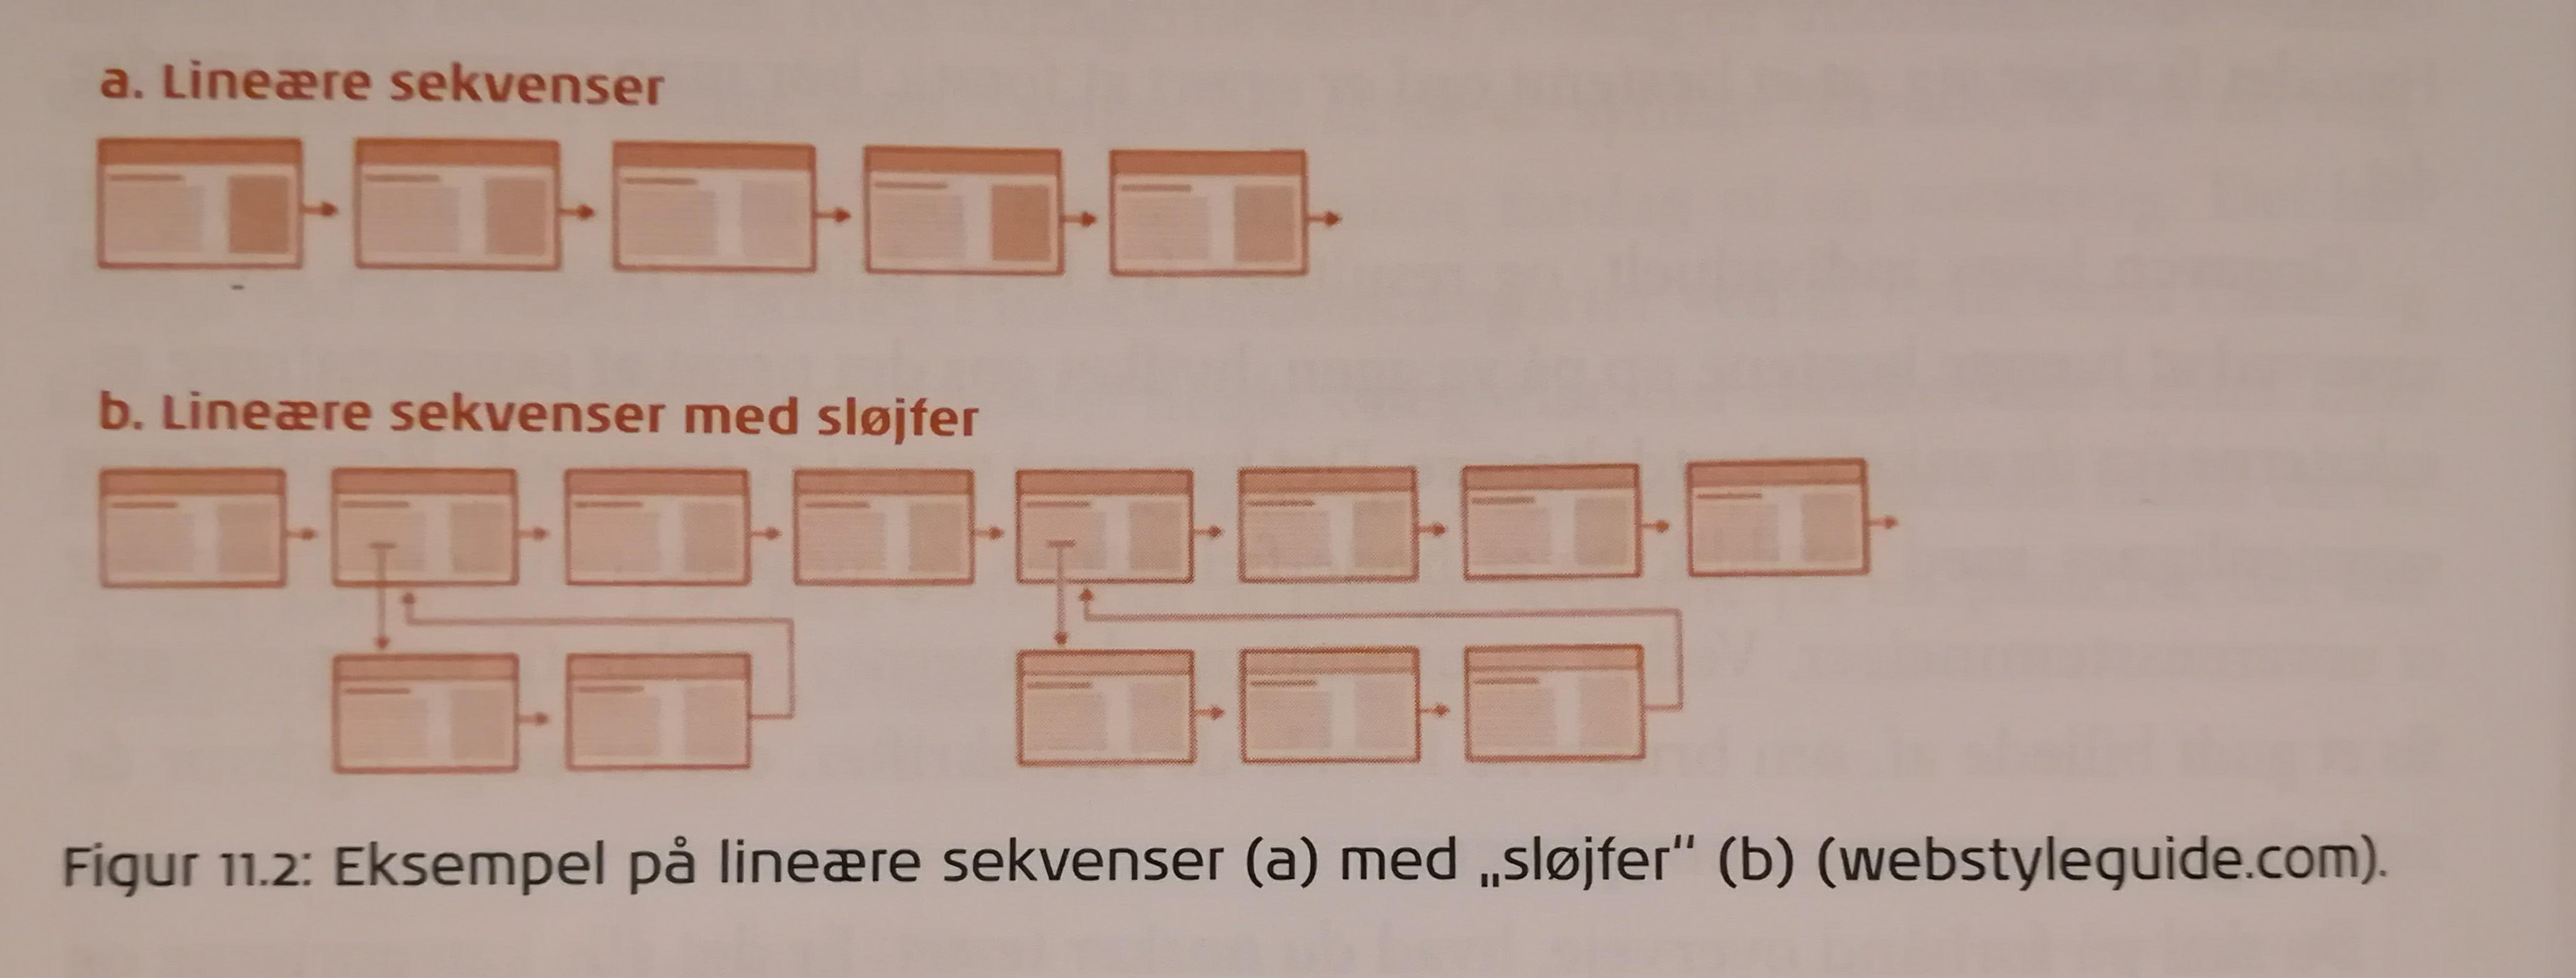 a. Lineære sekvenser
b. Lineære sekvenser med sløjfer
Figur 11.2: Eksempel på lineære sekvenser (a) med „sløjfer“ (b) (webstyleguide.com).